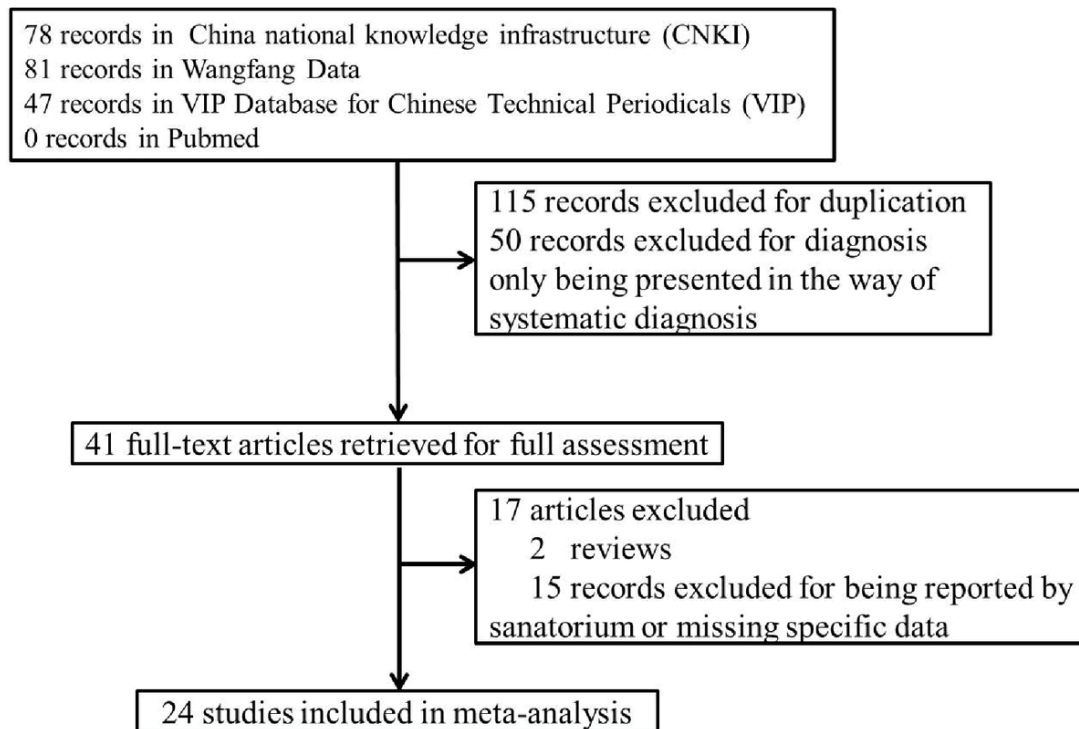 78 records in China national knowledge infrastructure (CNKI)
81 records in Wangfang Data
47 records in VIP Database for Chinese Technical Periodicals (VIP)
0 records in Pubmed
115 records excluded for duplication
50 records excluded for diagnosis
only being presented in the way of
systematic diagnosis
41 full-text articles retrieved for full assessment
17 articles excluded
2 reviews
15 records excluded for being reported by
sanatorium or missing specific data
24 studies included in meta-analysis